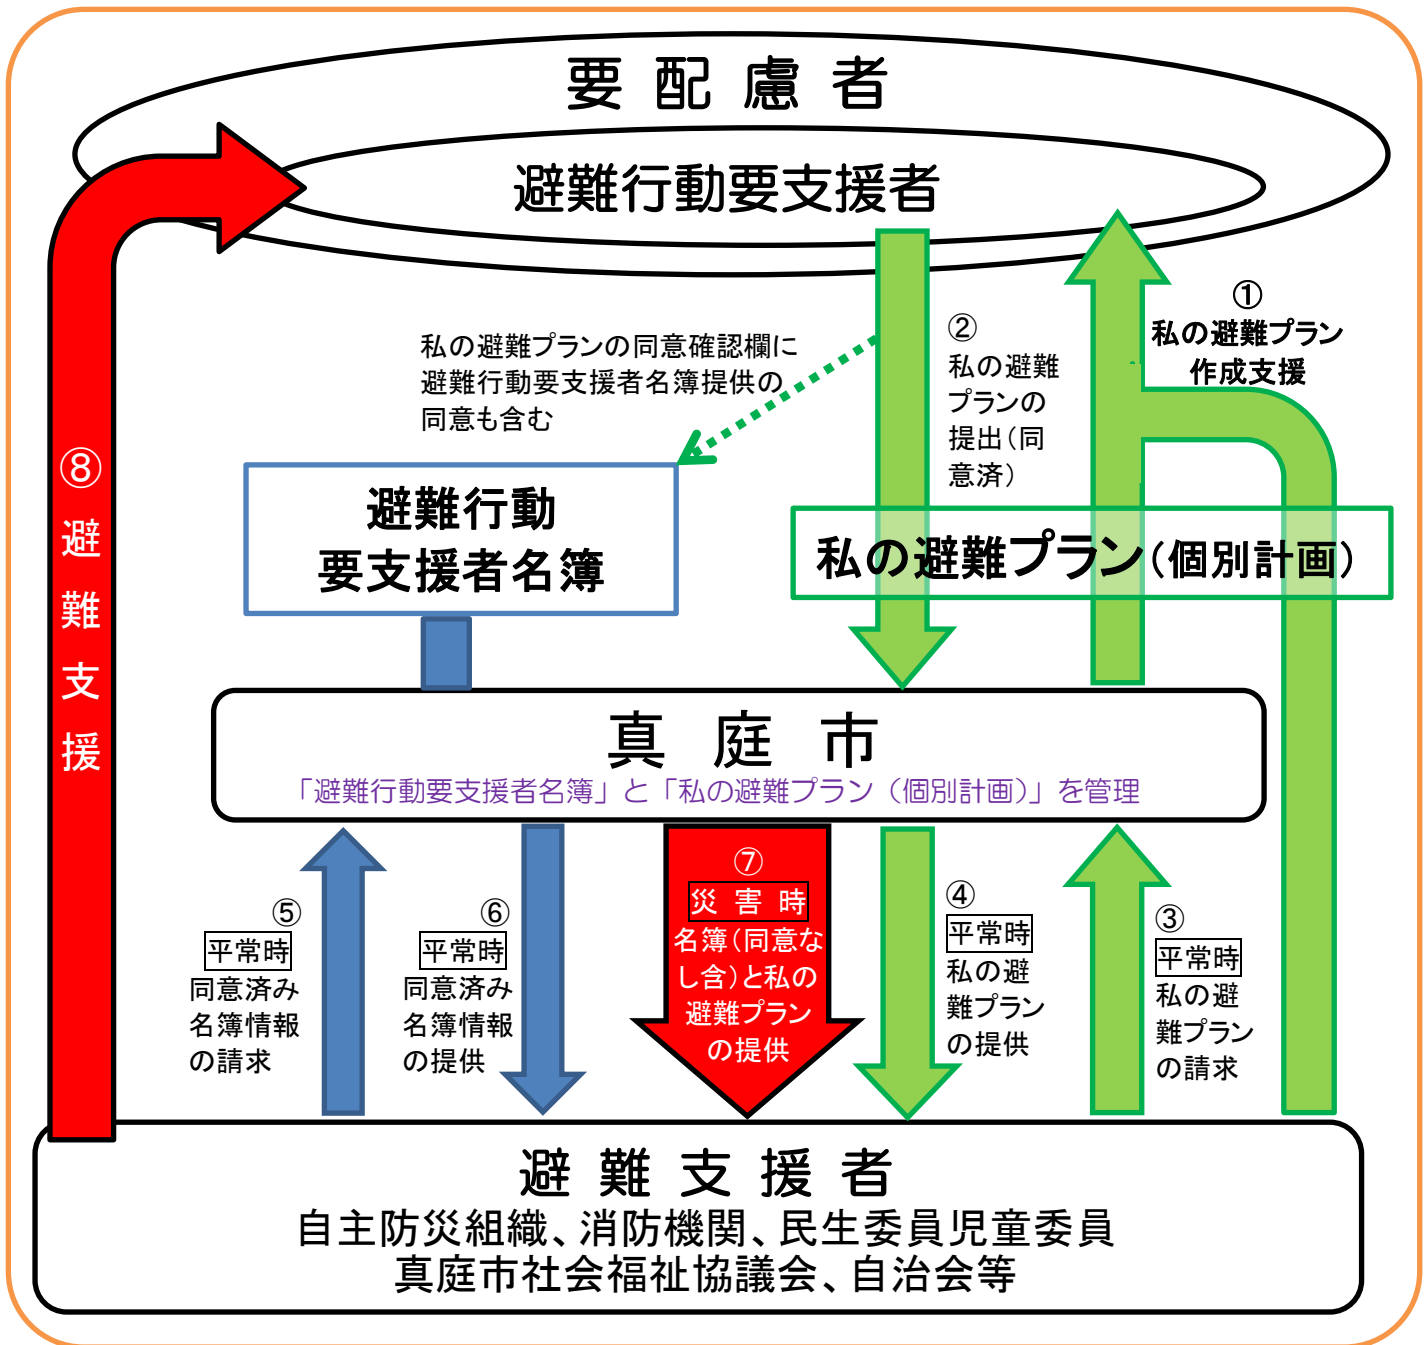 要配慮者
避難行動要支援者
①
私の避難プラン
作成支援
②
私の避難
プランの
提出（同
意済）
私の避難プランの同意確認欄に
避難行動要支援者名簿提供の
同意も含む
避難行動
要支援者名簿
私の避難プラン（個別計画）
⑧
避
難
支
援
真庭市
「避難行動要支援者名簿」と「私の避難プラン（個別計画）」を管理
⑤
平常時
同意済み
名簿情報
の請求
⑥
平常時
同意済み
名簿情報
の提供
⑦
災害時
名簿（同意な
し含）と私の
避難プラン
の提供
④
平常時
私の避
難プラン
の提供
③
平常時
私の避
難プラン
の請求
避難支援者
自主防災組織、消防機関、民生委員児童委員
真庭市社会福祉協議会、自治会等